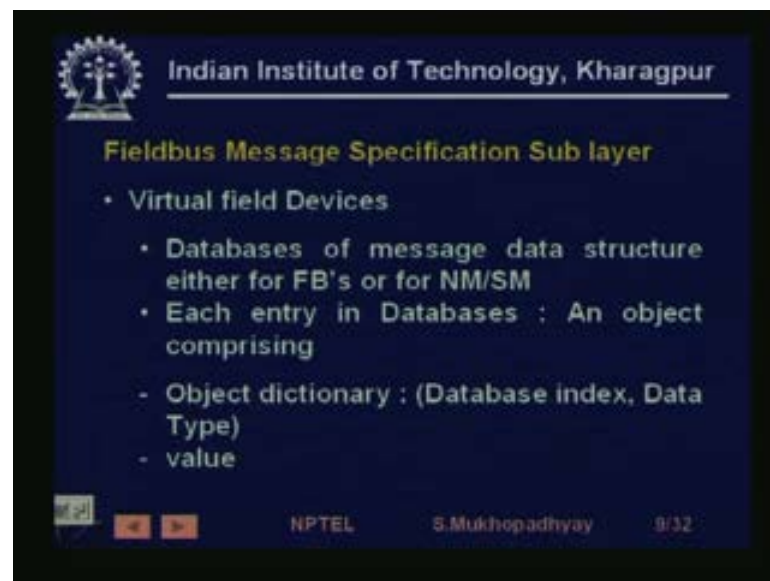 Indian Institute of Technology, Kharagpur
Fieldbus Message Specification Sub layer
• Virtual field Devices
• Databases of message data structure
either for FB's or for NM/SM
• Each entry in Databases : An object
comprising
- Object dictionary : (Database index, Data
Type)
- value
NPTEL S.Mukhopadhyay 9/32